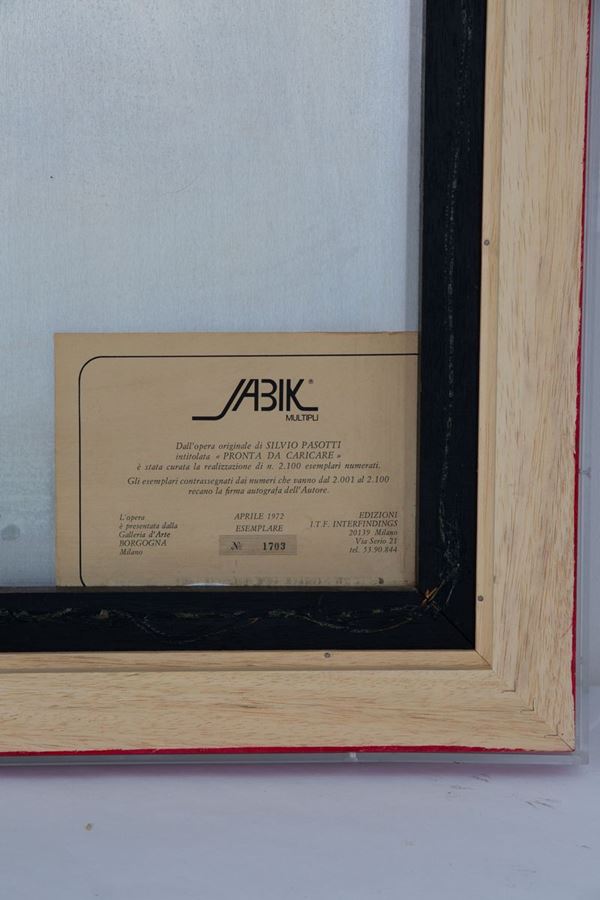 JABIK®
MULTIPLI
Dall'opera originale di SILVIO PASOTTI
intitolata « PRONTA DA CARICARE »
è stata curata la realizzazione di n. 2.100 esemplari numerati.
Gli esemplari contrassegnati dai numeri che vanno dal 2.001 al 2.100
recano la firma autografa dell'Autore.
L'opera
è presentata dalla
Galleria d'Arte
BORGOGNA
Milano
APRILE 1972
ESEMPLARE
№ 1703
EDIZIONI
I.T.F. INTERFINDINGS
20139 Milano
Via Serio 21
tel. 53.90.844